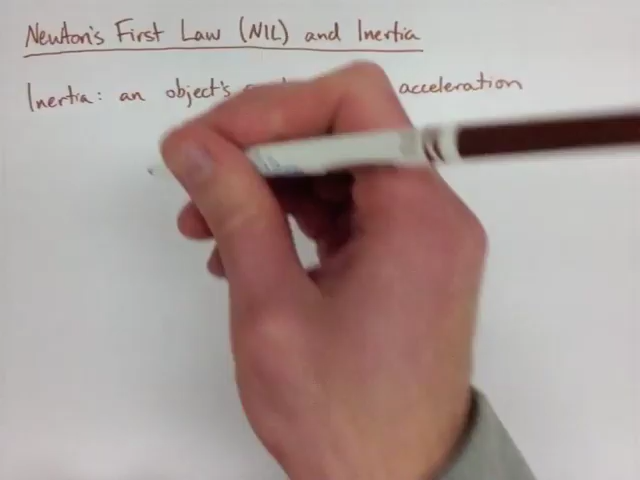 Newton's First Law (N1L) and Inertia
Inertia: an object's acceleration